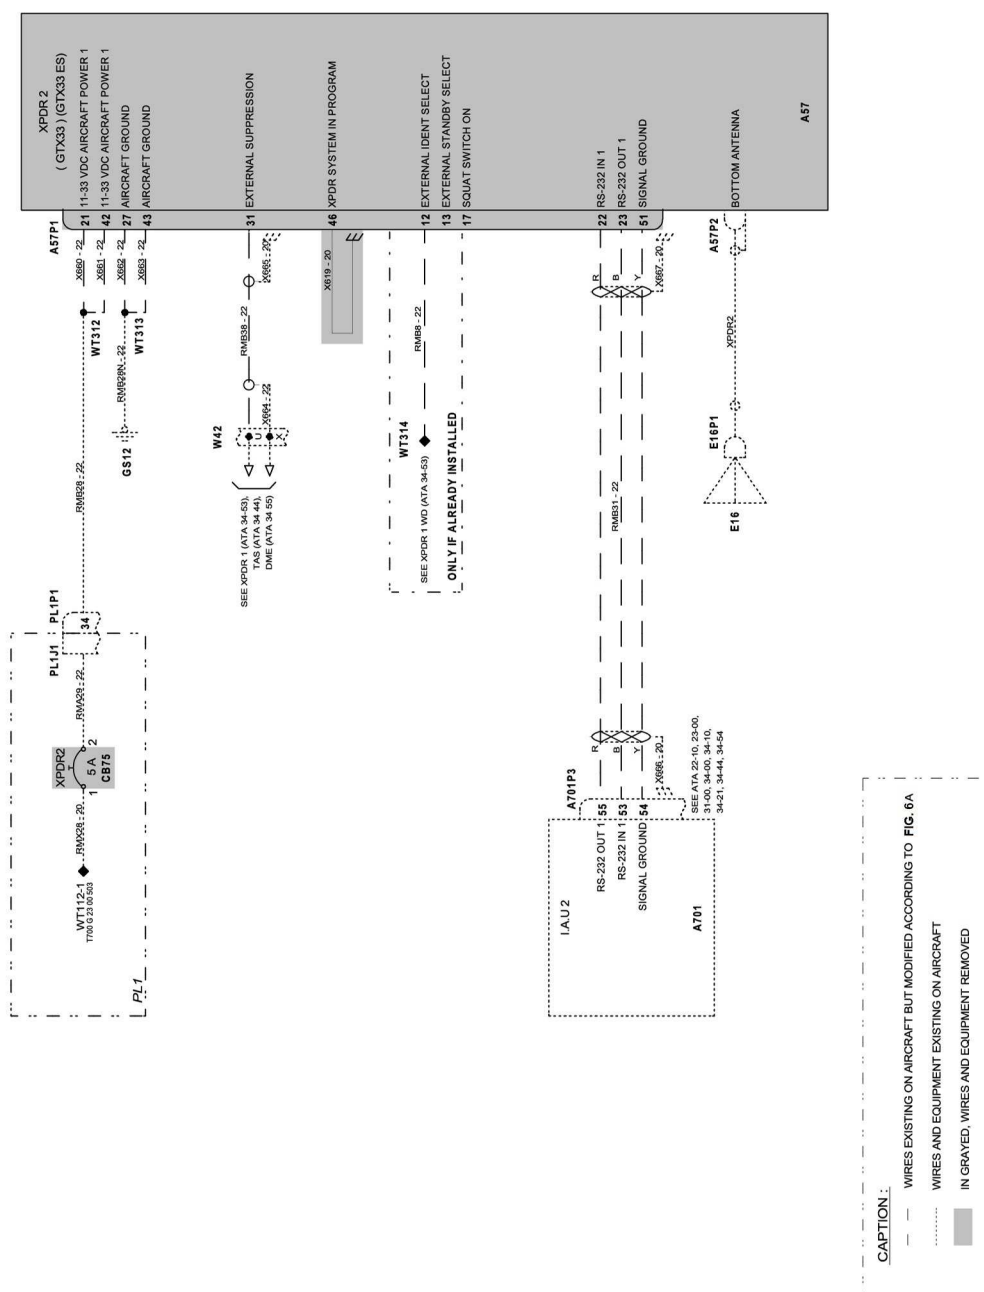 XPDR 2
( GTX33 ) (GTX33 ES)
A57P1
21 11-33 VDC AIRCRAFT POWER 1
42 11-33 VDC AIRCRAFT POWER 1
27 AIRCRAFT GROUND
43 AIRCRAFT GROUND
31 EXTERNAL SUPPRESSION
46 XPDR SYSTEM IN PROGRAM
12 EXTERNAL IDENT SELECT
13 EXTERNAL STANDBY SELECT
17 SQUAT SWITCH ON
22 RS-232 IN 1
23 RS-232 OUT 1
51 SIGNAL GROUND
A57P2
BOTTOM ANTENNA
A57
X660 - 22
X661 - 22
X662 - 22
X663 - 22
WT312
WT313
RMB28N - 22
GS12
RMB28 - 22
PL1P1
34
PL1J1
RMA29 - 22
XPDR2
2
5 A
CB75
1
RMX28 - 20
WT112-1
T700 G 23 00 503
PL1
X665 - 20
RMB38 - 22
X664 - 22
W42
U
X
SEE XPDR 1 (ATA 34-53),
TAS (ATA 34 44),
DME (ATA 34 55)
X619 - 20
RMB8 - 22
WT314
SEE XPDR 1 WD (ATA 34-53)
ONLY IF ALREADY INSTALLED
R
B
Y
X667 - 20
RMB31 - 22
R
B
Y
X666 - 20
A701P3
SEE ATA 22-10, 23-00,
31-00, 34-00, 34-10,
34-21, 34-44, 34-54
RS-232 OUT 1 55
RS-232 IN 1 53
SIGNAL GROUND 54
I.A.U 2
A701
XPDR2
E16P1
E16
CAPTION :
WIRES EXISTING ON AIRCRAFT BUT MODIFIED ACCORDING TO FIG. 6A
WIRES AND EQUIPMENT EXISTING ON AIRCRAFT
IN GRAYED, WIRES AND EQUIPMENT REMOVED